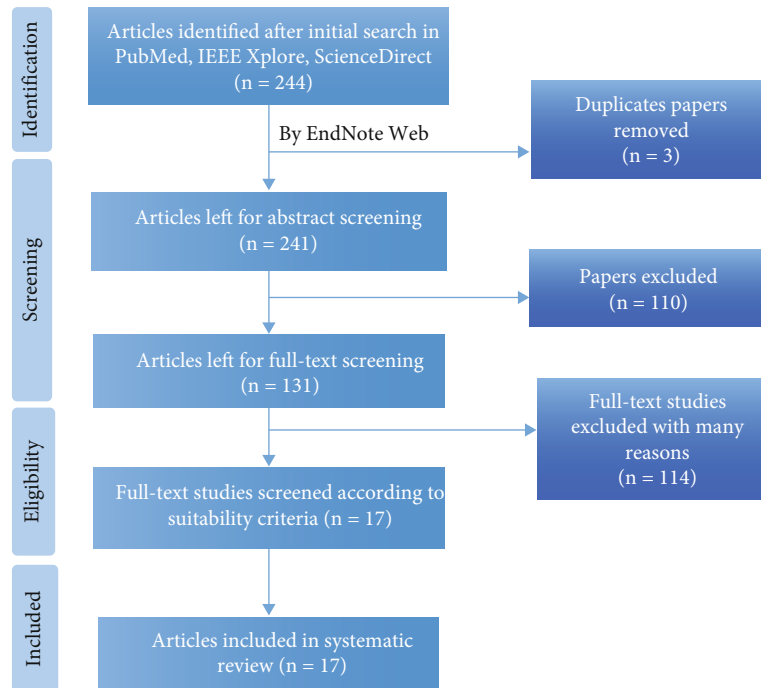 Identification
Articles identified after initial search in
PubMed, IEEE Xplore, ScienceDirect
(n = 244)
By EndNote Web
Duplicates papers
removed
(n = 3)
Screening
Articles left for abstract screening
(n = 241)
Papers excluded
(n = 110)
Articles left for full-text screening
(n = 131)
Eligibility
Full-text studies
excluded with many
reasons
(n = 114)
Full-text studies screened according to
suitability criteria (n = 17)
Included
Articles included in systematic
review (n = 17)